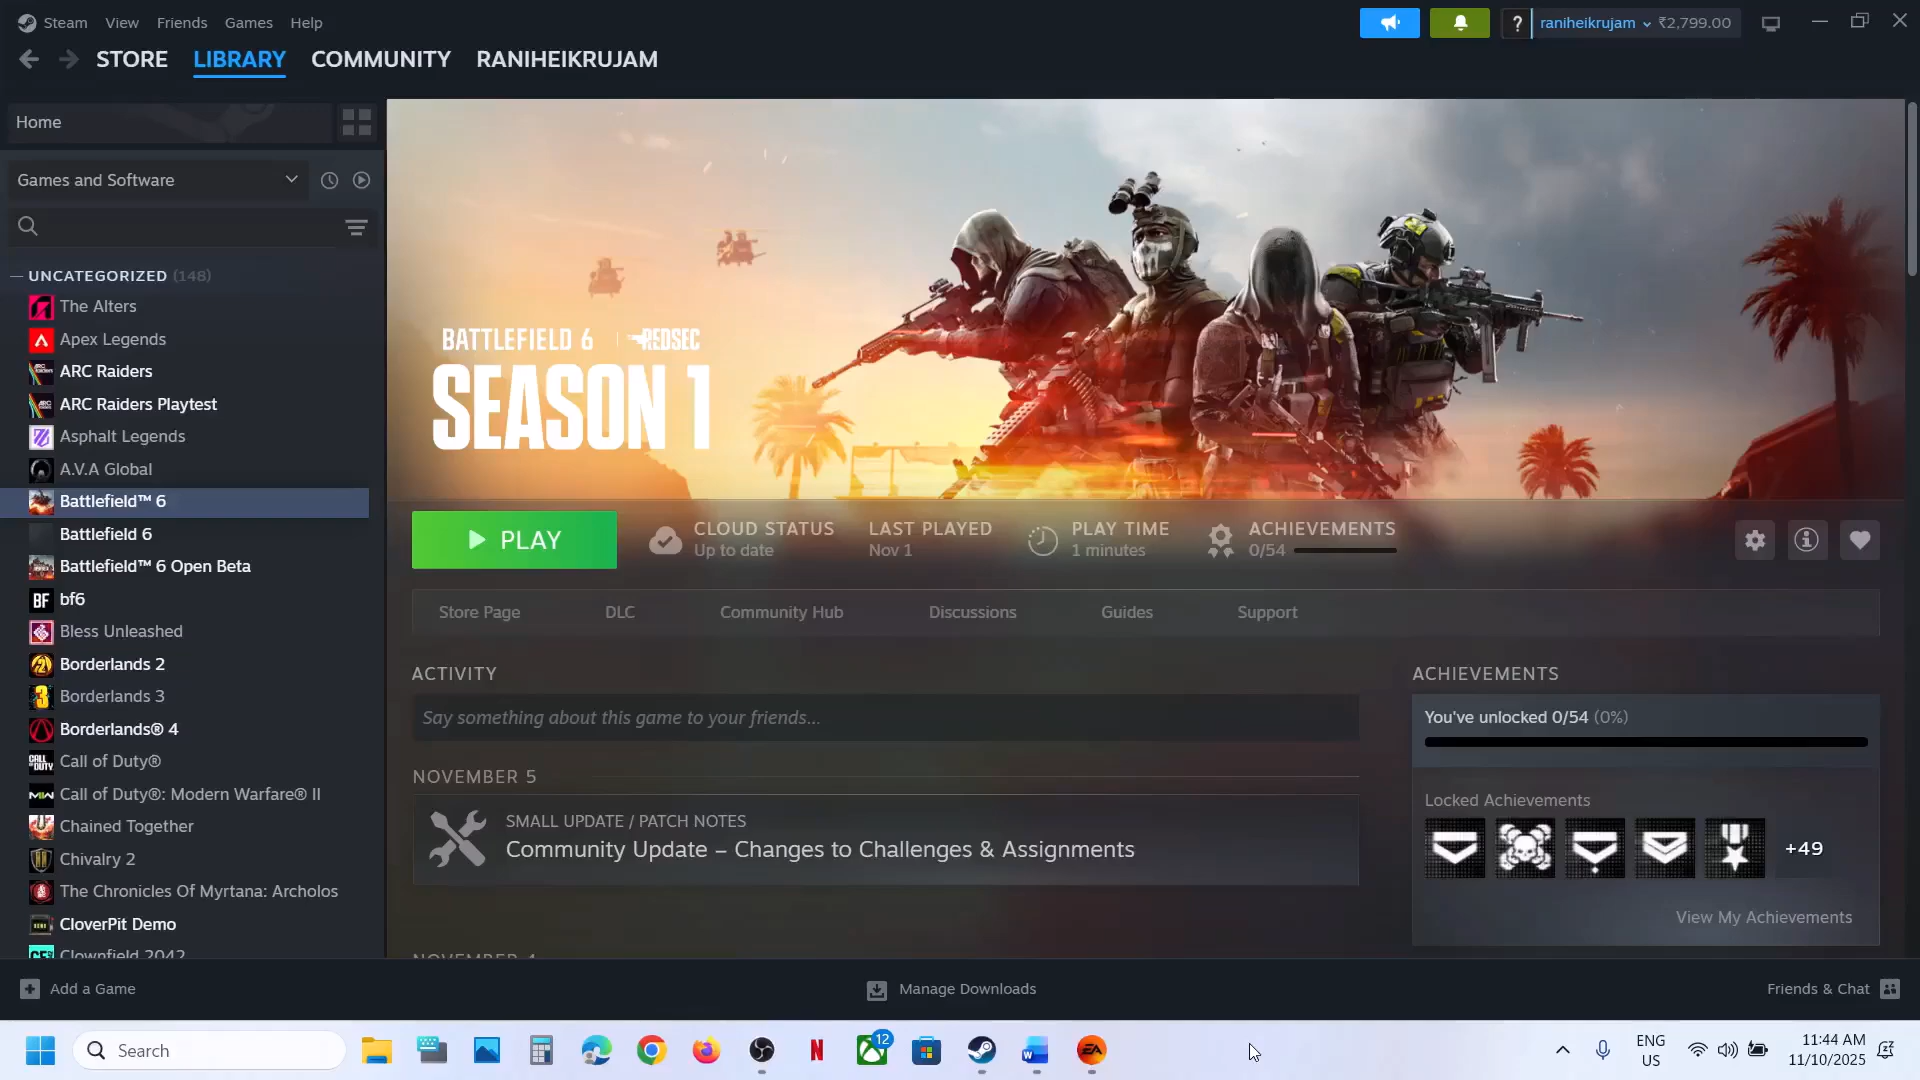 Steam View Friends Games Help
raniheikrujam ₹2,799.00
STORE LIBRARY COMMUNITY RANIHEIKRUJAM
Home
Games and Software
UNCATEGORIZED (148)
The Alters
Apex Legends
ARC Raiders
ARC Raiders Playtest
Asphalt Legends
A.V.A Global
Battlefield™ 6
Battlefield 6
Battlefield™ 6 Open Beta
bf6
Bless Unleashed
Borderlands 2
Borderlands 3
Borderlands® 4
Call of Duty®
Call of Duty®: Modern Warfare® II
Chained Together
Chivalry 2
The Chronicles Of Myrtana: Archolos
CloverPit Demo
Clownfield 2042
BATTLEFIELD 6 | REDSEC
SEASON 1
PLAY
CLOUD STATUS
Up to date
LAST PLAYED
Nov 1
PLAY TIME
1 minutes
ACHIEVEMENTS
0/54
Store Page DLC Community Hub Discussions Guides Support
ACTIVITY
Say something about this game to your friends...
NOVEMBER 5
SMALL UPDATE / PATCH NOTES
Community Update – Changes to Challenges & Assignments
NOVEMBER 4
ACHIEVEMENTS
You've unlocked 0/54 (0%)
Locked Achievements
+49
View My Achievements
Add a Game
Manage Downloads
Friends & Chat
Search
12
ENG
US
11:44 AM
11/10/2025